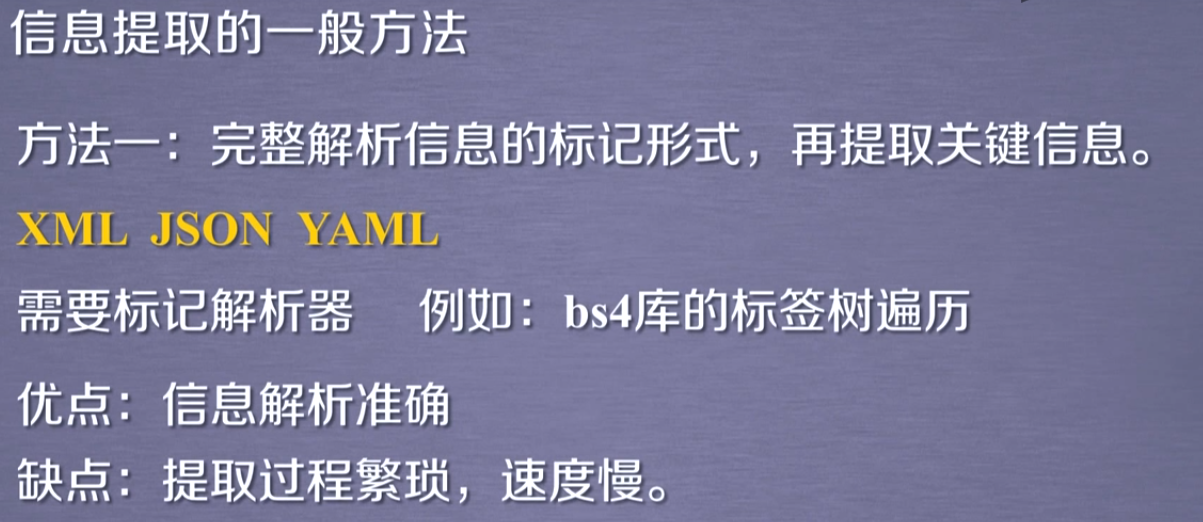 信息提取的一般方法
方法一：完整解析信息的标记形式，再提取关键信息。
XML JSON YAML
需要标记解析器 例如：bs4库的标签树遍历
优点：信息解析准确
缺点：提取过程繁琐，速度慢。